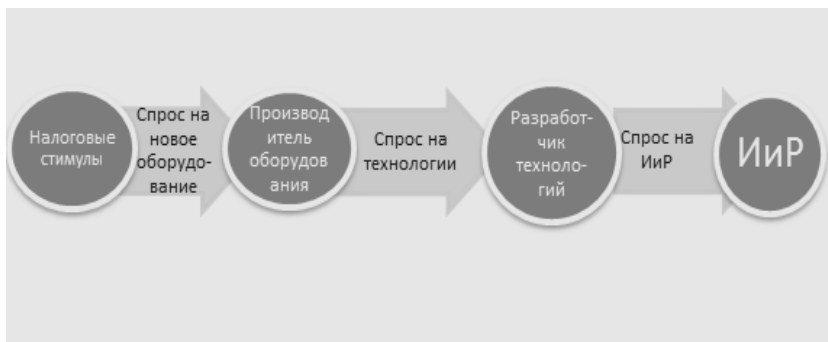 Налоговые
стимулы
Спрос на
новое
оборудо-
вание
Производ
итель
оборудов
ания
Спрос на
технологии
Разработ-
чик
техноло-
гий
Спрос на
ИиР
ИиР